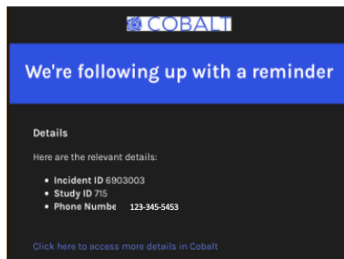 COBALT
We're following up with a reminder
Details
Here are the relevant details:
• Incident ID 6903003
• Study ID 715
• Phone Numbe 123-345-5453
Click here to access more details in Cobalt